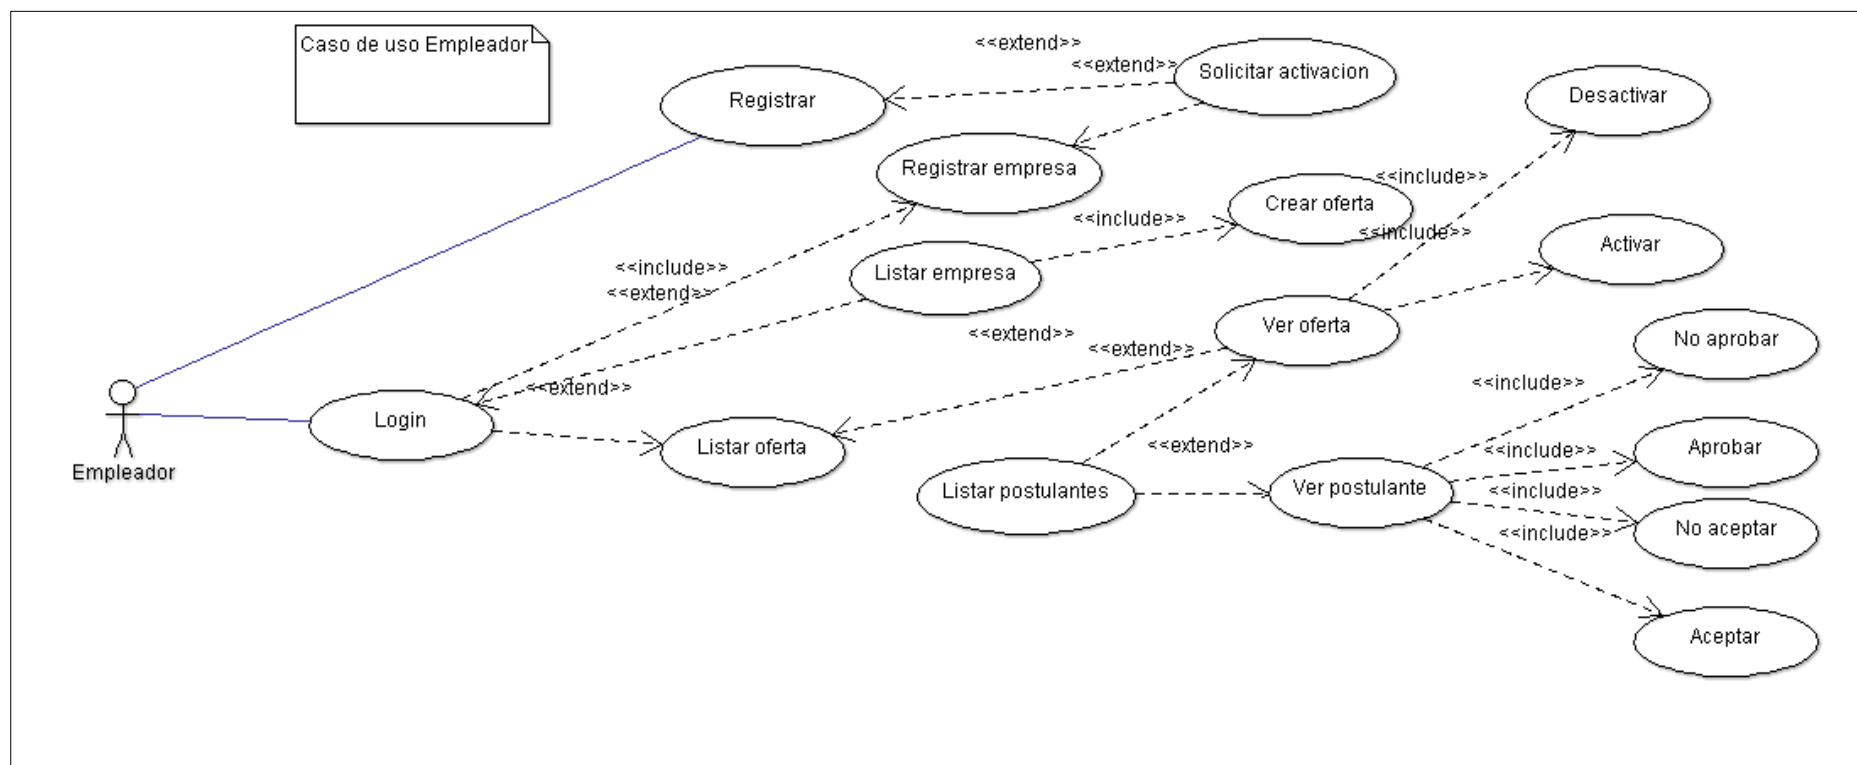 Caso de uso Empleador
<<extend>>
<<extend>>
Solicitar activacion
Registrar
Desactivar
Registrar empresa
<<include>>
Crear oferta
<<include>>
<<include>>
Activar
<<include>>
Listar empresa
<<extend>>
Ver oferta
<<extend>>
<<extend>>
No aprobar
<<extend>>
<<include>>
Login
Listar oferta
<<extend>>
<<include>>
Aprobar
Empleador
Listar postulantes
Ver postulante
<<include>>
No aceptar
<<include>>
Aceptar